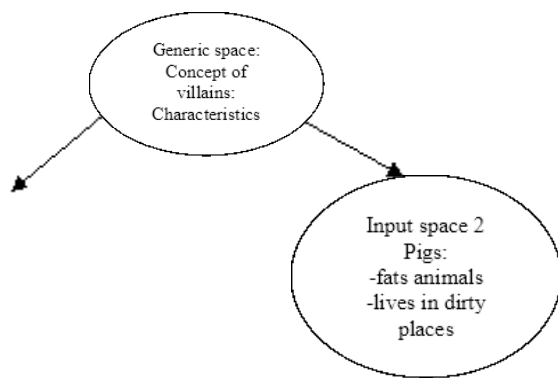 Generic space:
Concept of
villains:
Characteristics
Input space 2
Pigs:
-fats animals
-lives in dirty
places